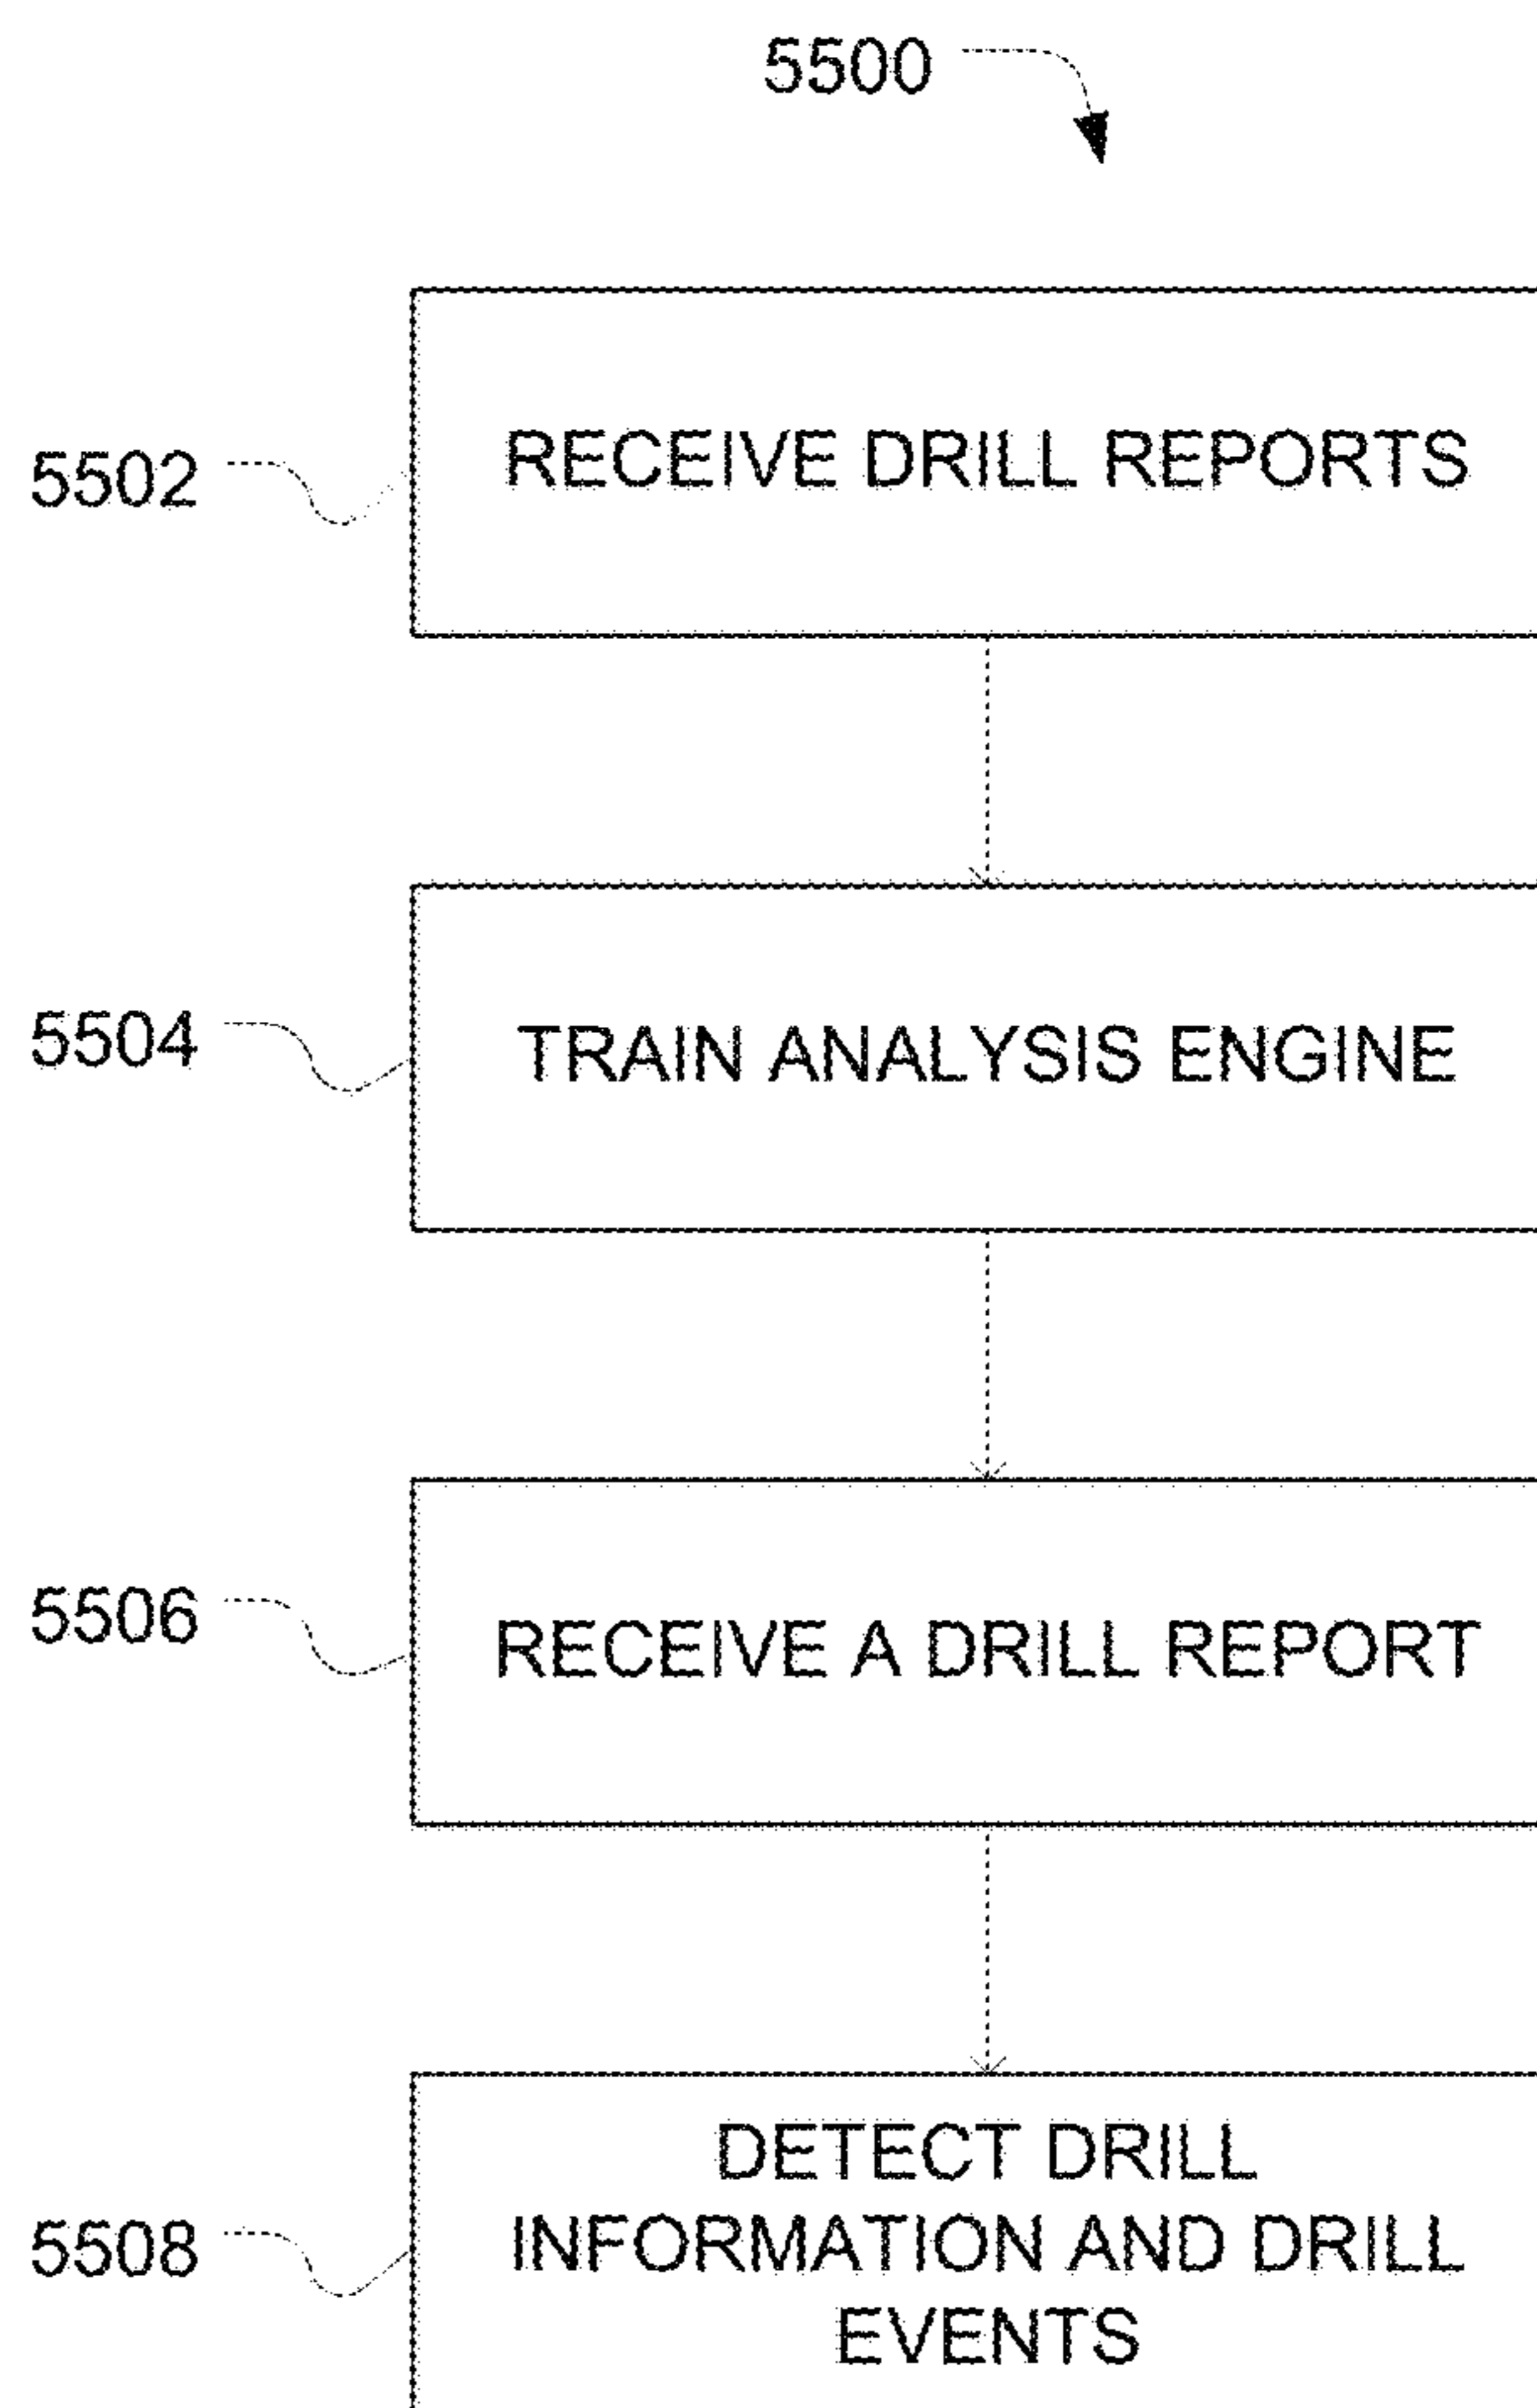 5500
5502
RECEIVE DRILL REPORTS
5504
TRAIN ANALYSIS ENGINE
5506
RECEIVE A DRILL REPORT
5508
DETECT DRILL
INFORMATION AND DRILL
EVENTS